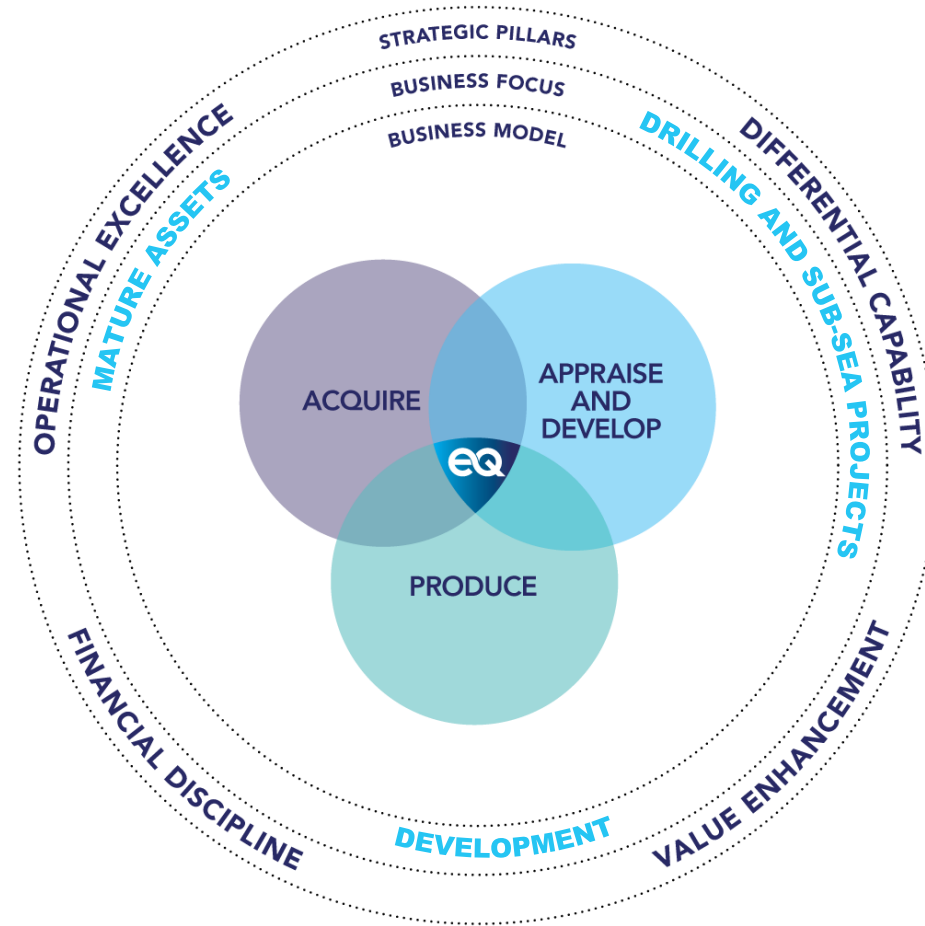 STRATEGIC PILLARS
BUSINESS FOCUS
BUSINESS MODEL
OPERATIONAL EXCELLENCE
DIFFERENTIAL CAPABILITY
MATURE ASSETS
DRILLING AND SUB-SEA PROJECTS
ACQUIRE
APPRAISE
AND
DEVELOP
eQ
PRODUCE
FINANCIAL DISCIPLINE
VALUE ENHANCEMENT
DEVELOPMENT